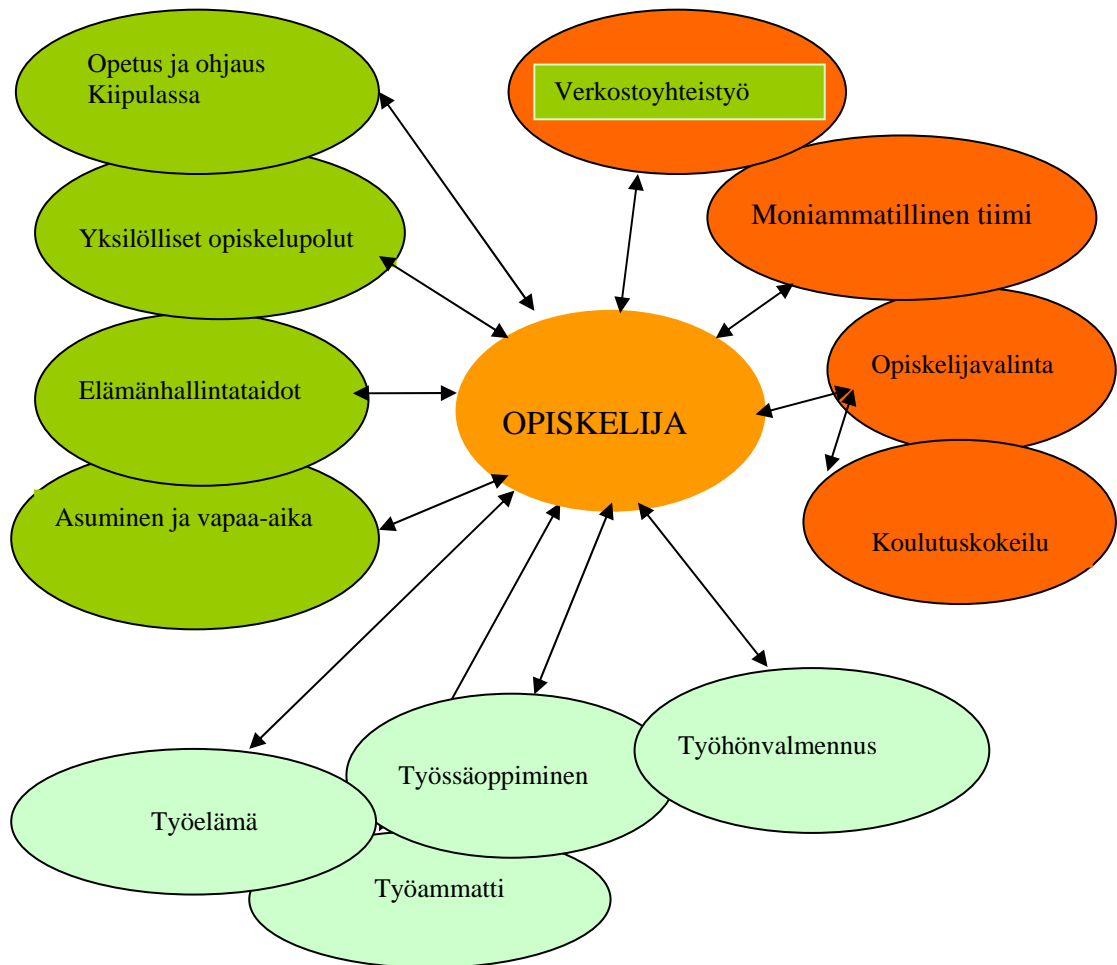 Opetus ja ohjaus
Kiipulassa
Verkostoyhteistyö
Moniammatillinen tiimi
Yksilölliset opiskelupolut
Opiskelijavalinta
Elämänhallintataidot
OPISKELIJA
Asuminen ja vapaa-aika
Koulutuskokeilu
Työhönvalmennus
Työssäoppiminen
Työelämä
Työammatti